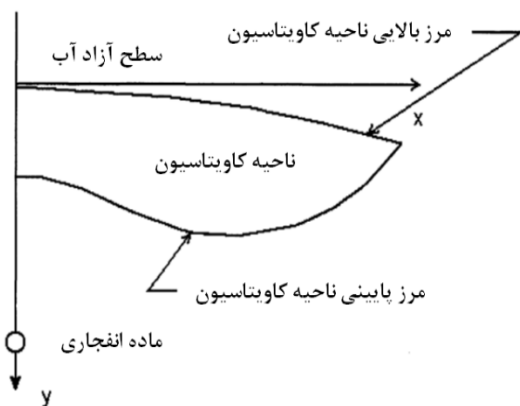 مرز بالایی ناحیه کاویتاسیون
سطح آزاد آب
x
ناحیه کاویتاسیون
مرز پایینی ناحیه کاویتاسیون
ماده انفجاری
y